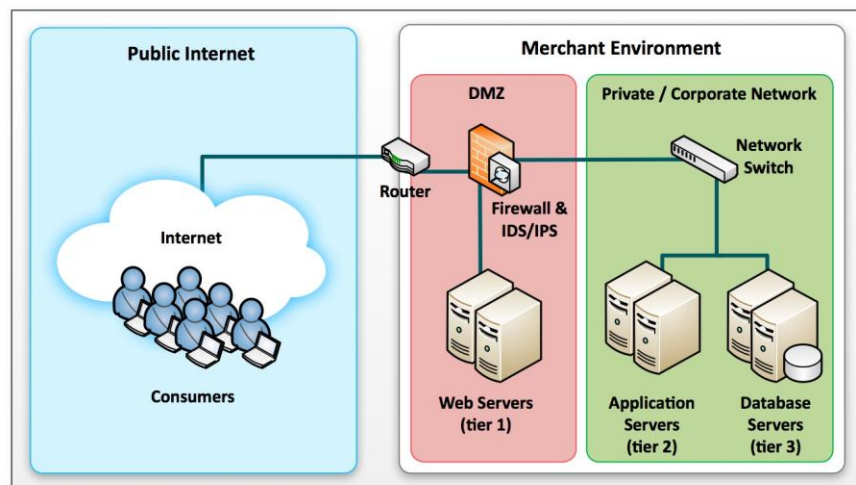 Public Internet
Internet
Consumers
Merchant Environment
Router
DMZ
Firewall &
IDS/IPS
Web Servers
(tier 1)
Private / Corporate Network
Network
Switch
Application
Servers
(tier 2)
Database
Servers
(tier 3)